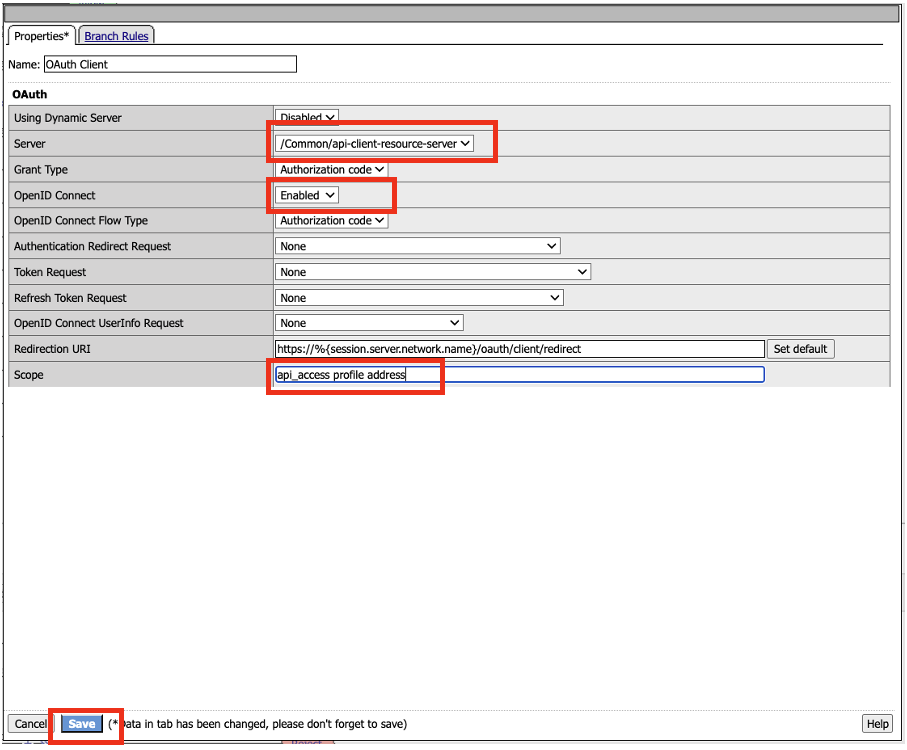 Properties* Branch Rules
Name: OAuth Client
OAuth
Using Dynamic Server Disabled
Server /Common/api-client-resource-server
Grant Type Authorization code
OpenID Connect Enabled
OpenID Connect Flow Type Authorization code
Authentication Redirect Request None
Token Request None
Refresh Token Request None
OpenID Connect UserInfo Request None
Redirection URI https://%{session.server.network.name}/oauth/client/redirect Set default
Scope api_access profile address
Cancel Save (*Data in tab has been changed, please don't forget to save) Help